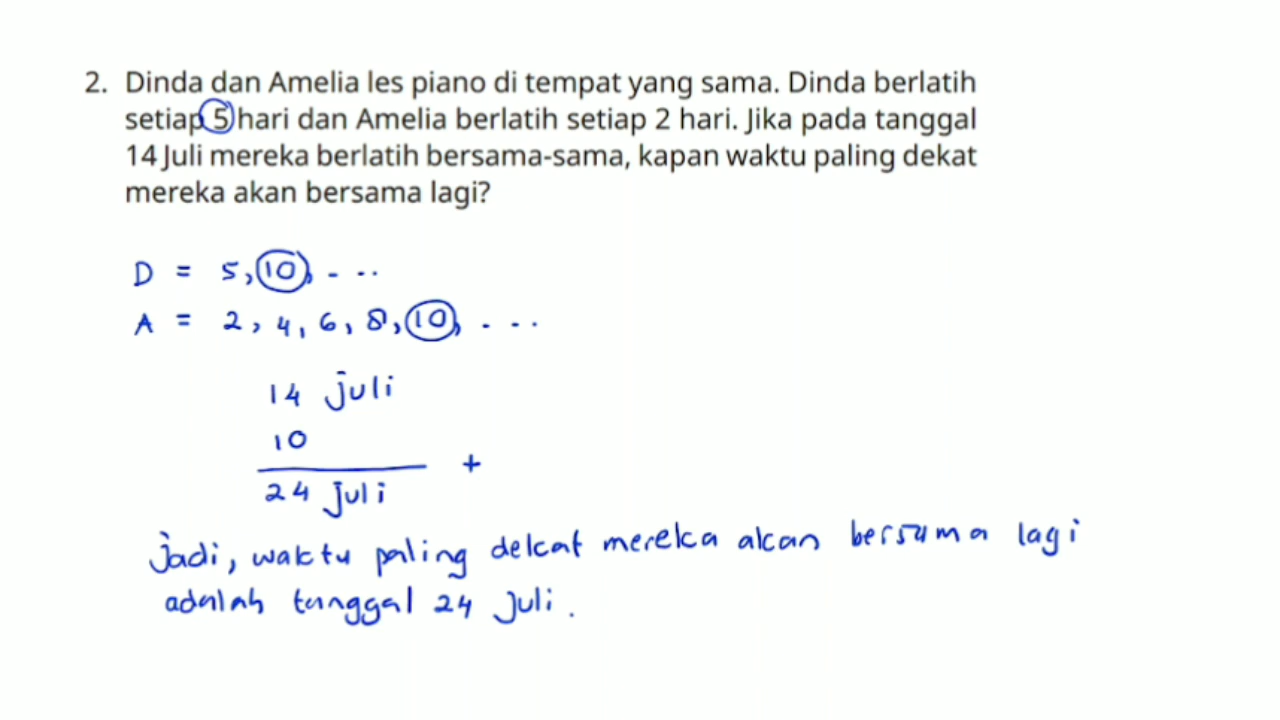 2. Dinda dan Amelia les piano di tempat yang sama. Dinda berlatih
setiap 5 hari dan Amelia berlatih setiap 2 hari. Jika pada tanggal
14 Juli mereka berlatih bersama-sama, kapan waktu paling dekat
mereka akan bersama lagi?
D = 5, 10, - ..
A = 2, 4, 6, 8, 10, . ...
14 juli
10
+
24 juli
jadi, waktu paling dekat mereka akan bersama lagi
adalah tanggal 24 juli.